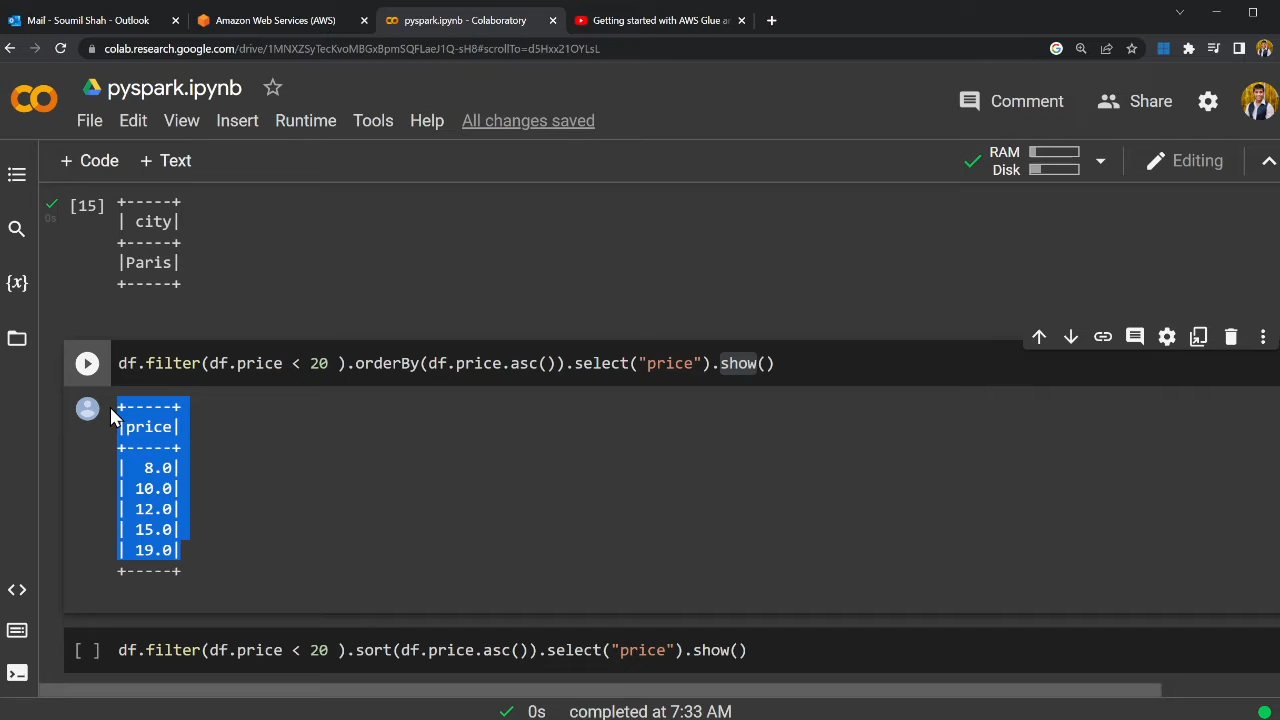 Mail - Soumil Shah - Outlook
Amazon Web Services (AWS)
pyspark.ipynb - Colaboratory
Getting started with AWS Glue ar
colab.research.google.com/drive/1MNXZSyTecKvoMBGxBpmSQFLaeJ1Q-sH8#scrollTo=d5Hxx21OYLsL
pyspark.ipynb
Comment
Share
File Edit View Insert Runtime Tools Help All changes saved
+ Code + Text
RAM
Disk
Editing
[15]
0s
+-----+
| city|
+-----+
|Paris|
+-----+
df.filter(df.price < 20 ).orderBy(df.price.asc()).select("price").show()
+-----+
|price|
+-----+
| 8.0|
| 10.0|
| 12.0|
| 15.0|
| 19.0|
+-----+
{x}
[ ] df.filter(df.price < 20 ).sort(df.price.asc()).select("price").show()
0s completed at 7:33 AM